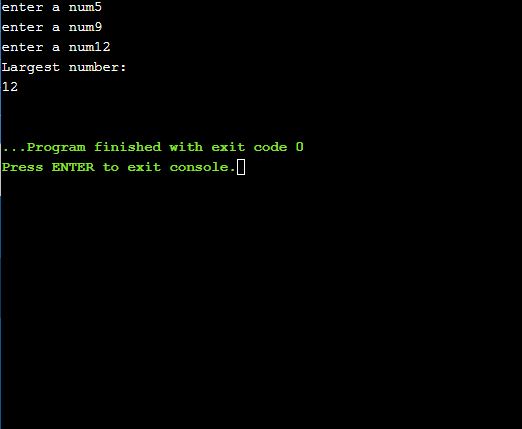 enter a num5
enter a num9
enter a num12
Largest number:
12
...Program finished with exit code 0
Press ENTER to exit console.